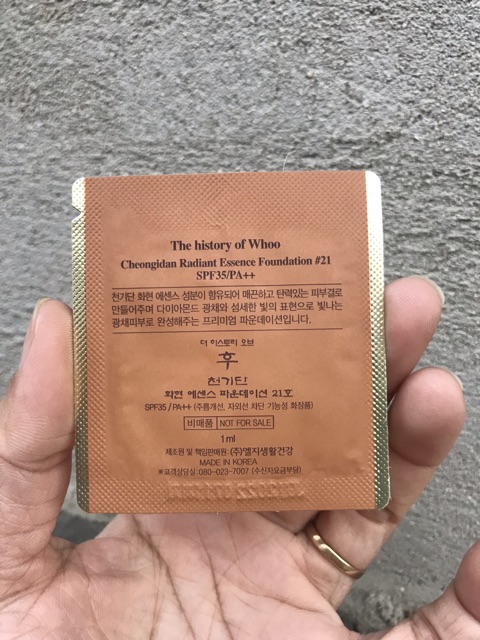 The history of Whoo
Cheongidan Radiant Essence Foundation #21
SPF35/PA++
천기단 화현 에센스 성분이 함유되어 매끈하고 탄력있는 피부결로
만들어주며 다이아몬드 광채와 섬세한 빛의 표현으로 빛나는
광채피부로 완성해주는 프리미엄 파운데이션입니다.
더 히스토리 오브
후
천기단
화현 에센스 파운데이션 21호
SPF35 / PA++ (주름개선, 자외선 차단 기능성 화장품)
비매품 NOT FOR SALE
1ml
제조원 및 책임판매원: (주)엘지생활건강
MADE IN KOREA
※고객상담실:080-023-7007 (수신자요금부담)